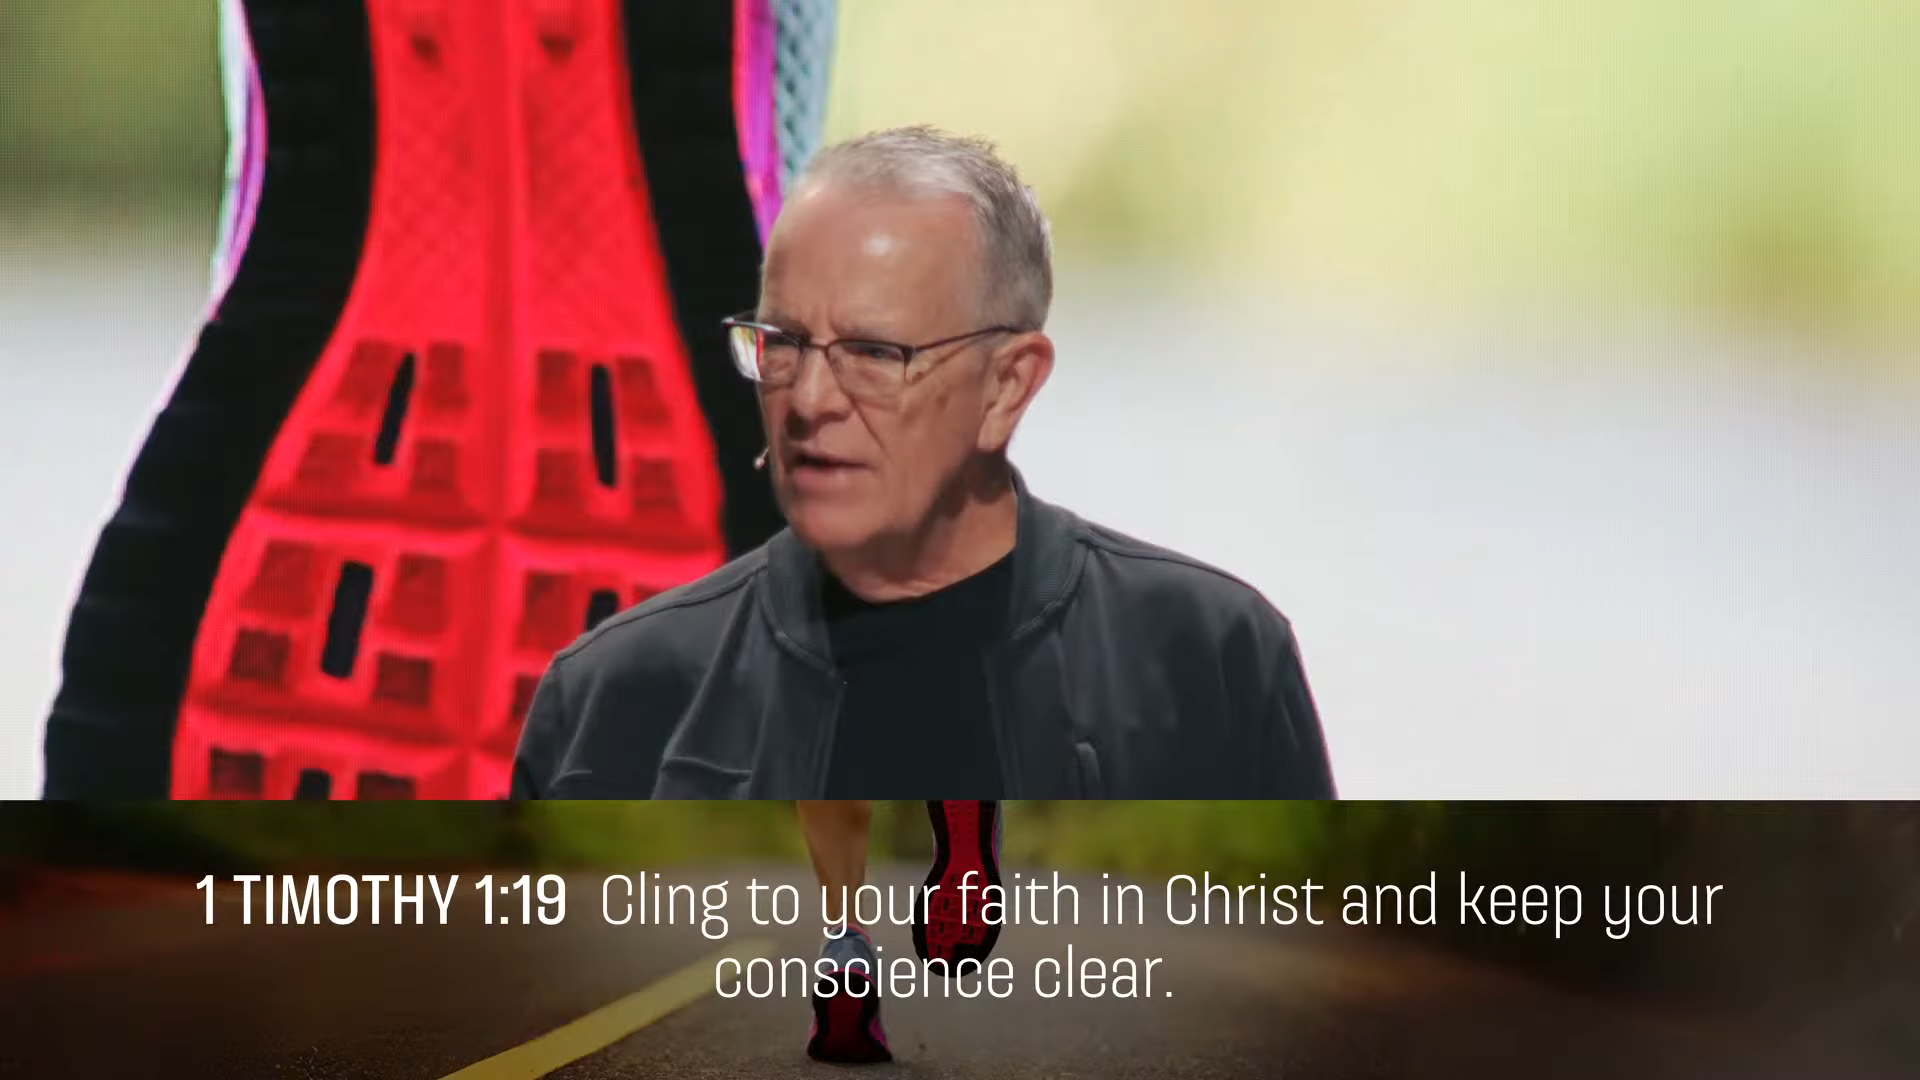 1 TIMOTHY 1:19 Cling to your faith in Christ and keep your
conscience clear.